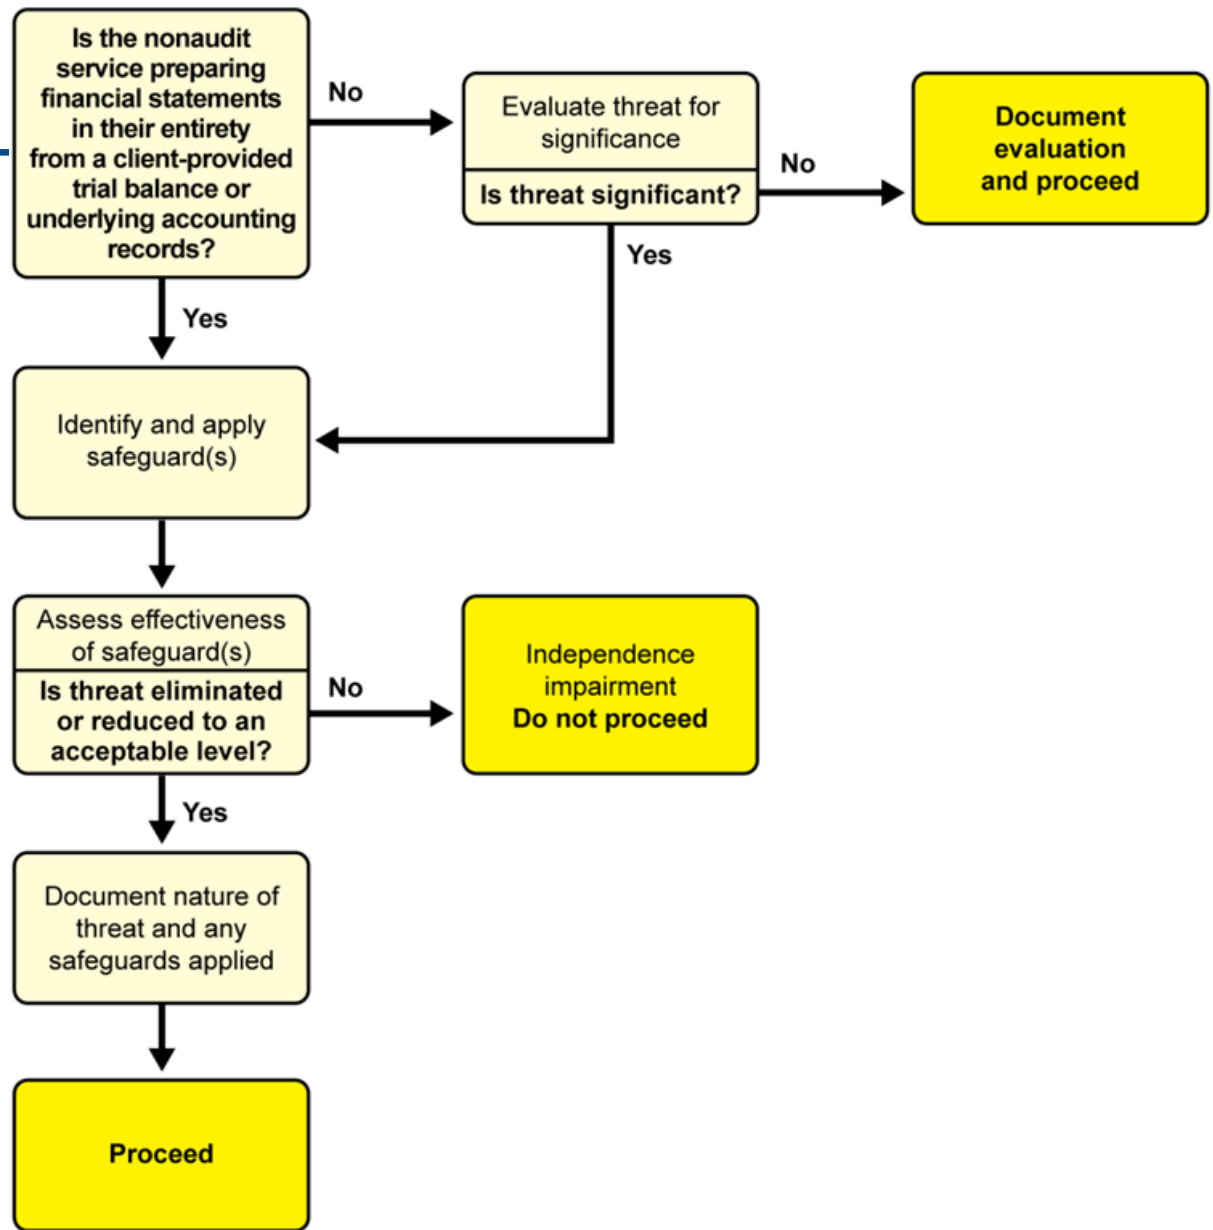 Is the nonaudit
service preparing
financial statements
in their entirety
from a client-provided
trial balance or
underlying accounting
records?
No
Evaluate threat for
significance
Is threat significant?
No
Document
evaluation
and proceed
Yes
Yes
Identify and apply
safeguard(s)
Assess effectiveness
of safeguard(s)
Is threat eliminated
or reduced to an
acceptable level?
No
Independence
impairment
Do not proceed
Yes
Document nature of
threat and any
safeguards applied
Proceed